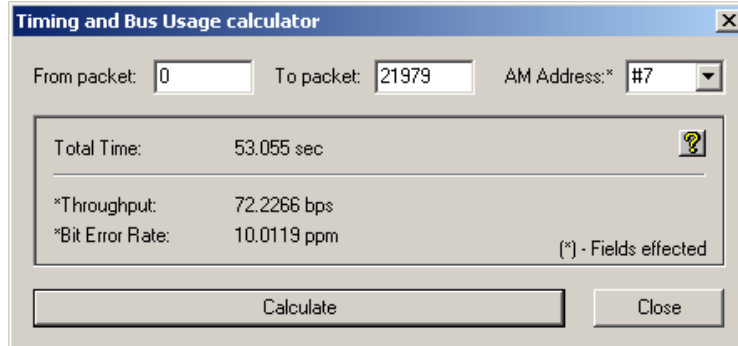 Timing and Bus Usage calculator
From packet: 0 To packet: 21979 AM Address:* #7
Total Time: 53.055 sec
*Throughput: 72.2266 bps
*Bit Error Rate: 10.0119 ppm
(*) - Fields effected
Calculate Close